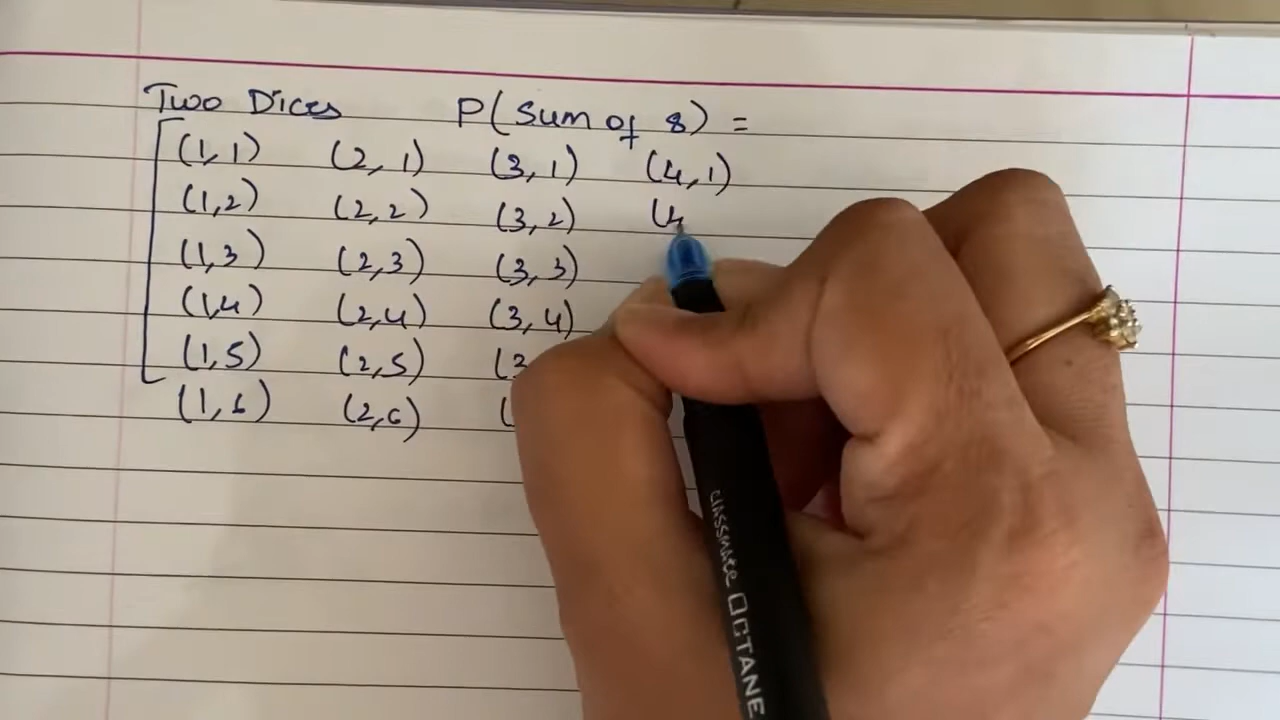 Two Dices P(Sum of 8) =
(1,1) (2,1) (3,1) (4,1)
(1,2) (2,2) (3,2) (4
(1,3) (2,3) (3,3)
(1,4) (2,4) (3,4)
(1,5) (2,5) (3
(1,6) (2,6) (
classmate OCTANE